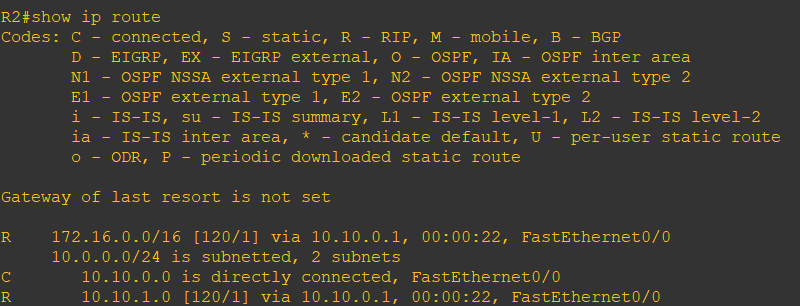 R2#show ip route
Codes: C - connected, S - static, R - RIP, M - mobile, B - BGP
       D - EIGRP, EX - EIGRP external, O - OSPF, IA - OSPF inter area
       N1 - OSPF NSSA external type 1, N2 - OSPF NSSA external type 2
       E1 - OSPF external type 1, E2 - OSPF external type 2
       i - IS-IS, su - IS-IS summary, L1 - IS-IS level-1, L2 - IS-IS level-2
       ia - IS-IS inter area, * - candidate default, U - per-user static route
       o - ODR, P - periodic downloaded static route

Gateway of last resort is not set

R    172.16.0.0/16 [120/1] via 10.10.0.1, 00:00:22, FastEthernet0/0
     10.0.0.0/24 is subnetted, 2 subnets
C       10.10.0.0 is directly connected, FastEthernet0/0
R       10.10.1.0 [120/1] via 10.10.0.1, 00:00:22, FastEthernet0/0